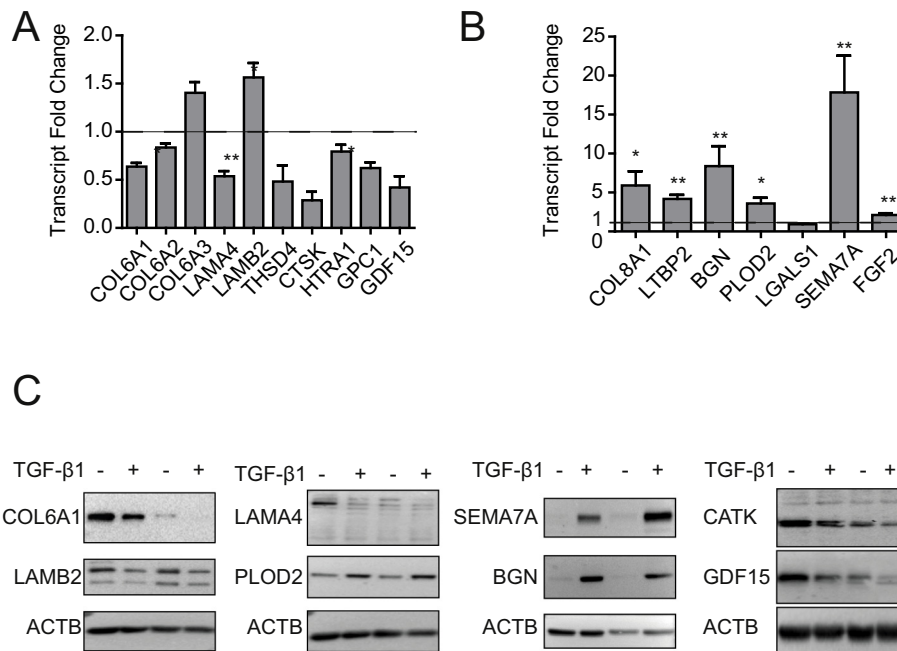 A
Transcript Fold Change
2.0
1.5
1.0
0.5
0.0
*
**
*
*
COL6A1
COL6A2
COL6A3
LAMA4
LAMB2
THSD4
CTSK
HTRA1
GPC1
GDF15
B
Transcript Fold Change
25
20
15
10
5
1
0
*
**
**
*
**
**
COL8A1
LTBP2
BGN
PLOD2
LGALS1
SEMA7A
FGF2
C
TGF-β1 - + - +
COL6A1
LAMB2
ACTB
TGF-β1 - + - +
LAMA4
PLOD2
ACTB
TGF-β1 - + - +
SEMA7A
BGN
ACTB
TGF-β1 - + - +
CATK
GDF15
ACTB